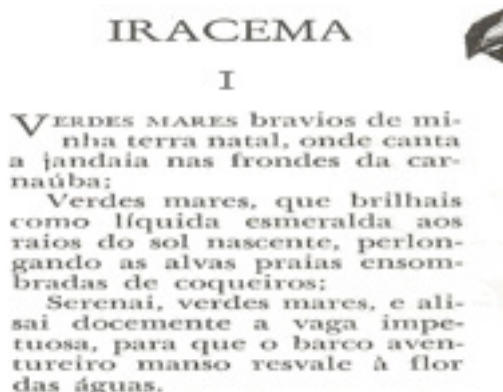 IRACEMA
I
VERDES MARES bravios de mi-
nha terra natal, onde canta
a jandaia nas frondes da car-
naúba;
Verdes mares, que brilhais
como líquida esmeralda aos
raios do sol nascente, perlon-
gando as alvas praias ensom-
bradas de coqueiros;
Serenai, verdes mares, e ali-
sai docemente a vaga impe-
tuosa, para que o barco aven-
tureiro manso resvale à flor
das águas.